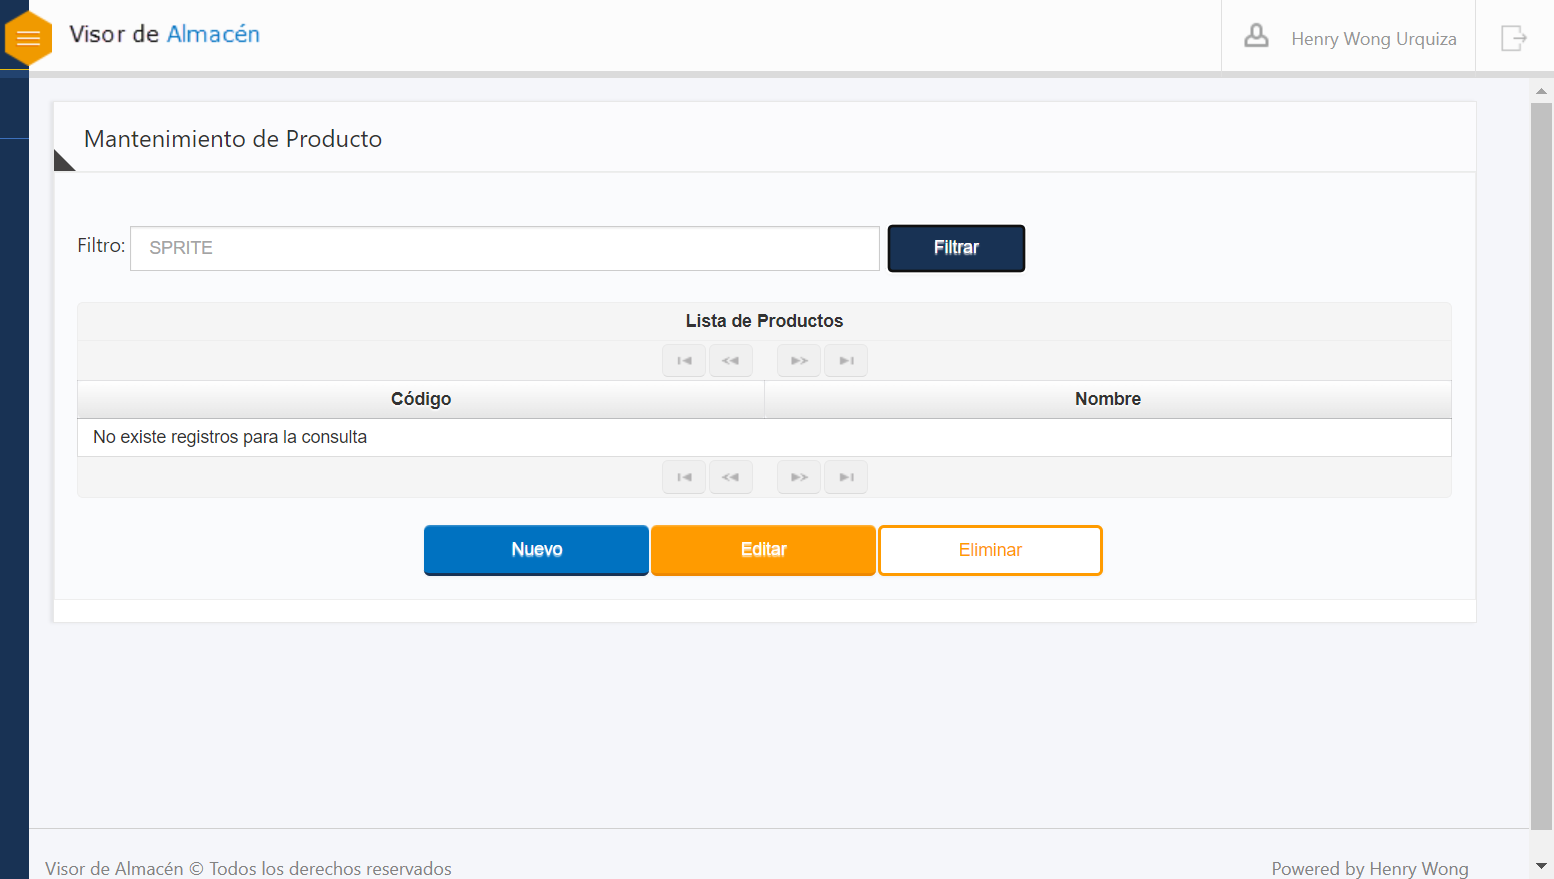 Visor de Almacén
Henry Wong Urquiza
Mantenimiento de Producto
Filtro: SPRITE Filtrar
Lista de Productos
Código Nombre
No existe registros para la consulta
Nuevo Editar Eliminar
Visor de Almacén © Todos los derechos reservados Powered by Henry Wong